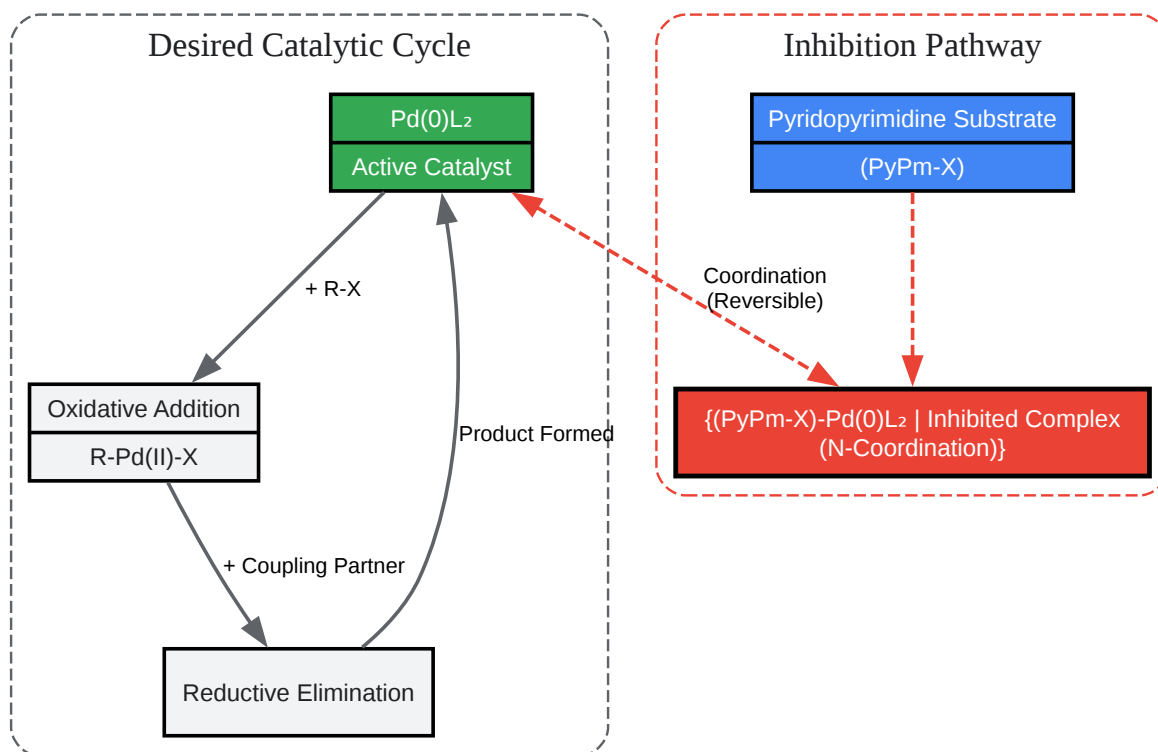 Desired Catalytic Cycle
Pd(0)L₂
Active Catalyst
+ R-X
Oxidative Addition
R-Pd(II)-X
Product Formed
+ Coupling Partner
Reductive Elimination
Inhibition Pathway
Pyridopyrimidine Substrate
(PyPm-X)
Coordination
(Reversible)
{(PyPm-X)-Pd(0)L₂ | Inhibited Complex
(N-Coordination)}